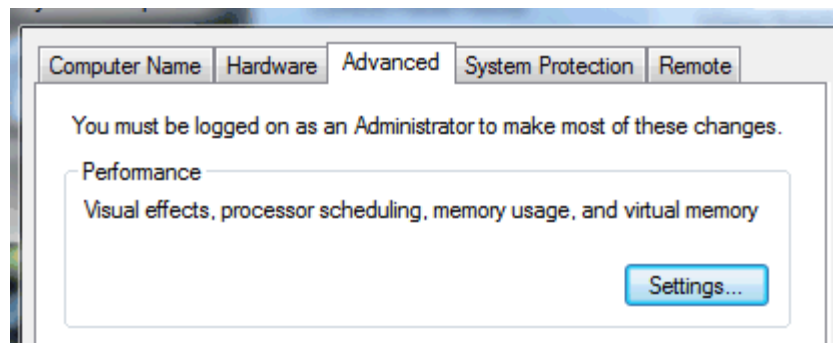 Computer Name Hardware Advanced System Protection Remote
You must be logged on as an Administrator to make most of these changes.
Performance
Visual effects, processor scheduling, memory usage, and virtual memory
Settings...